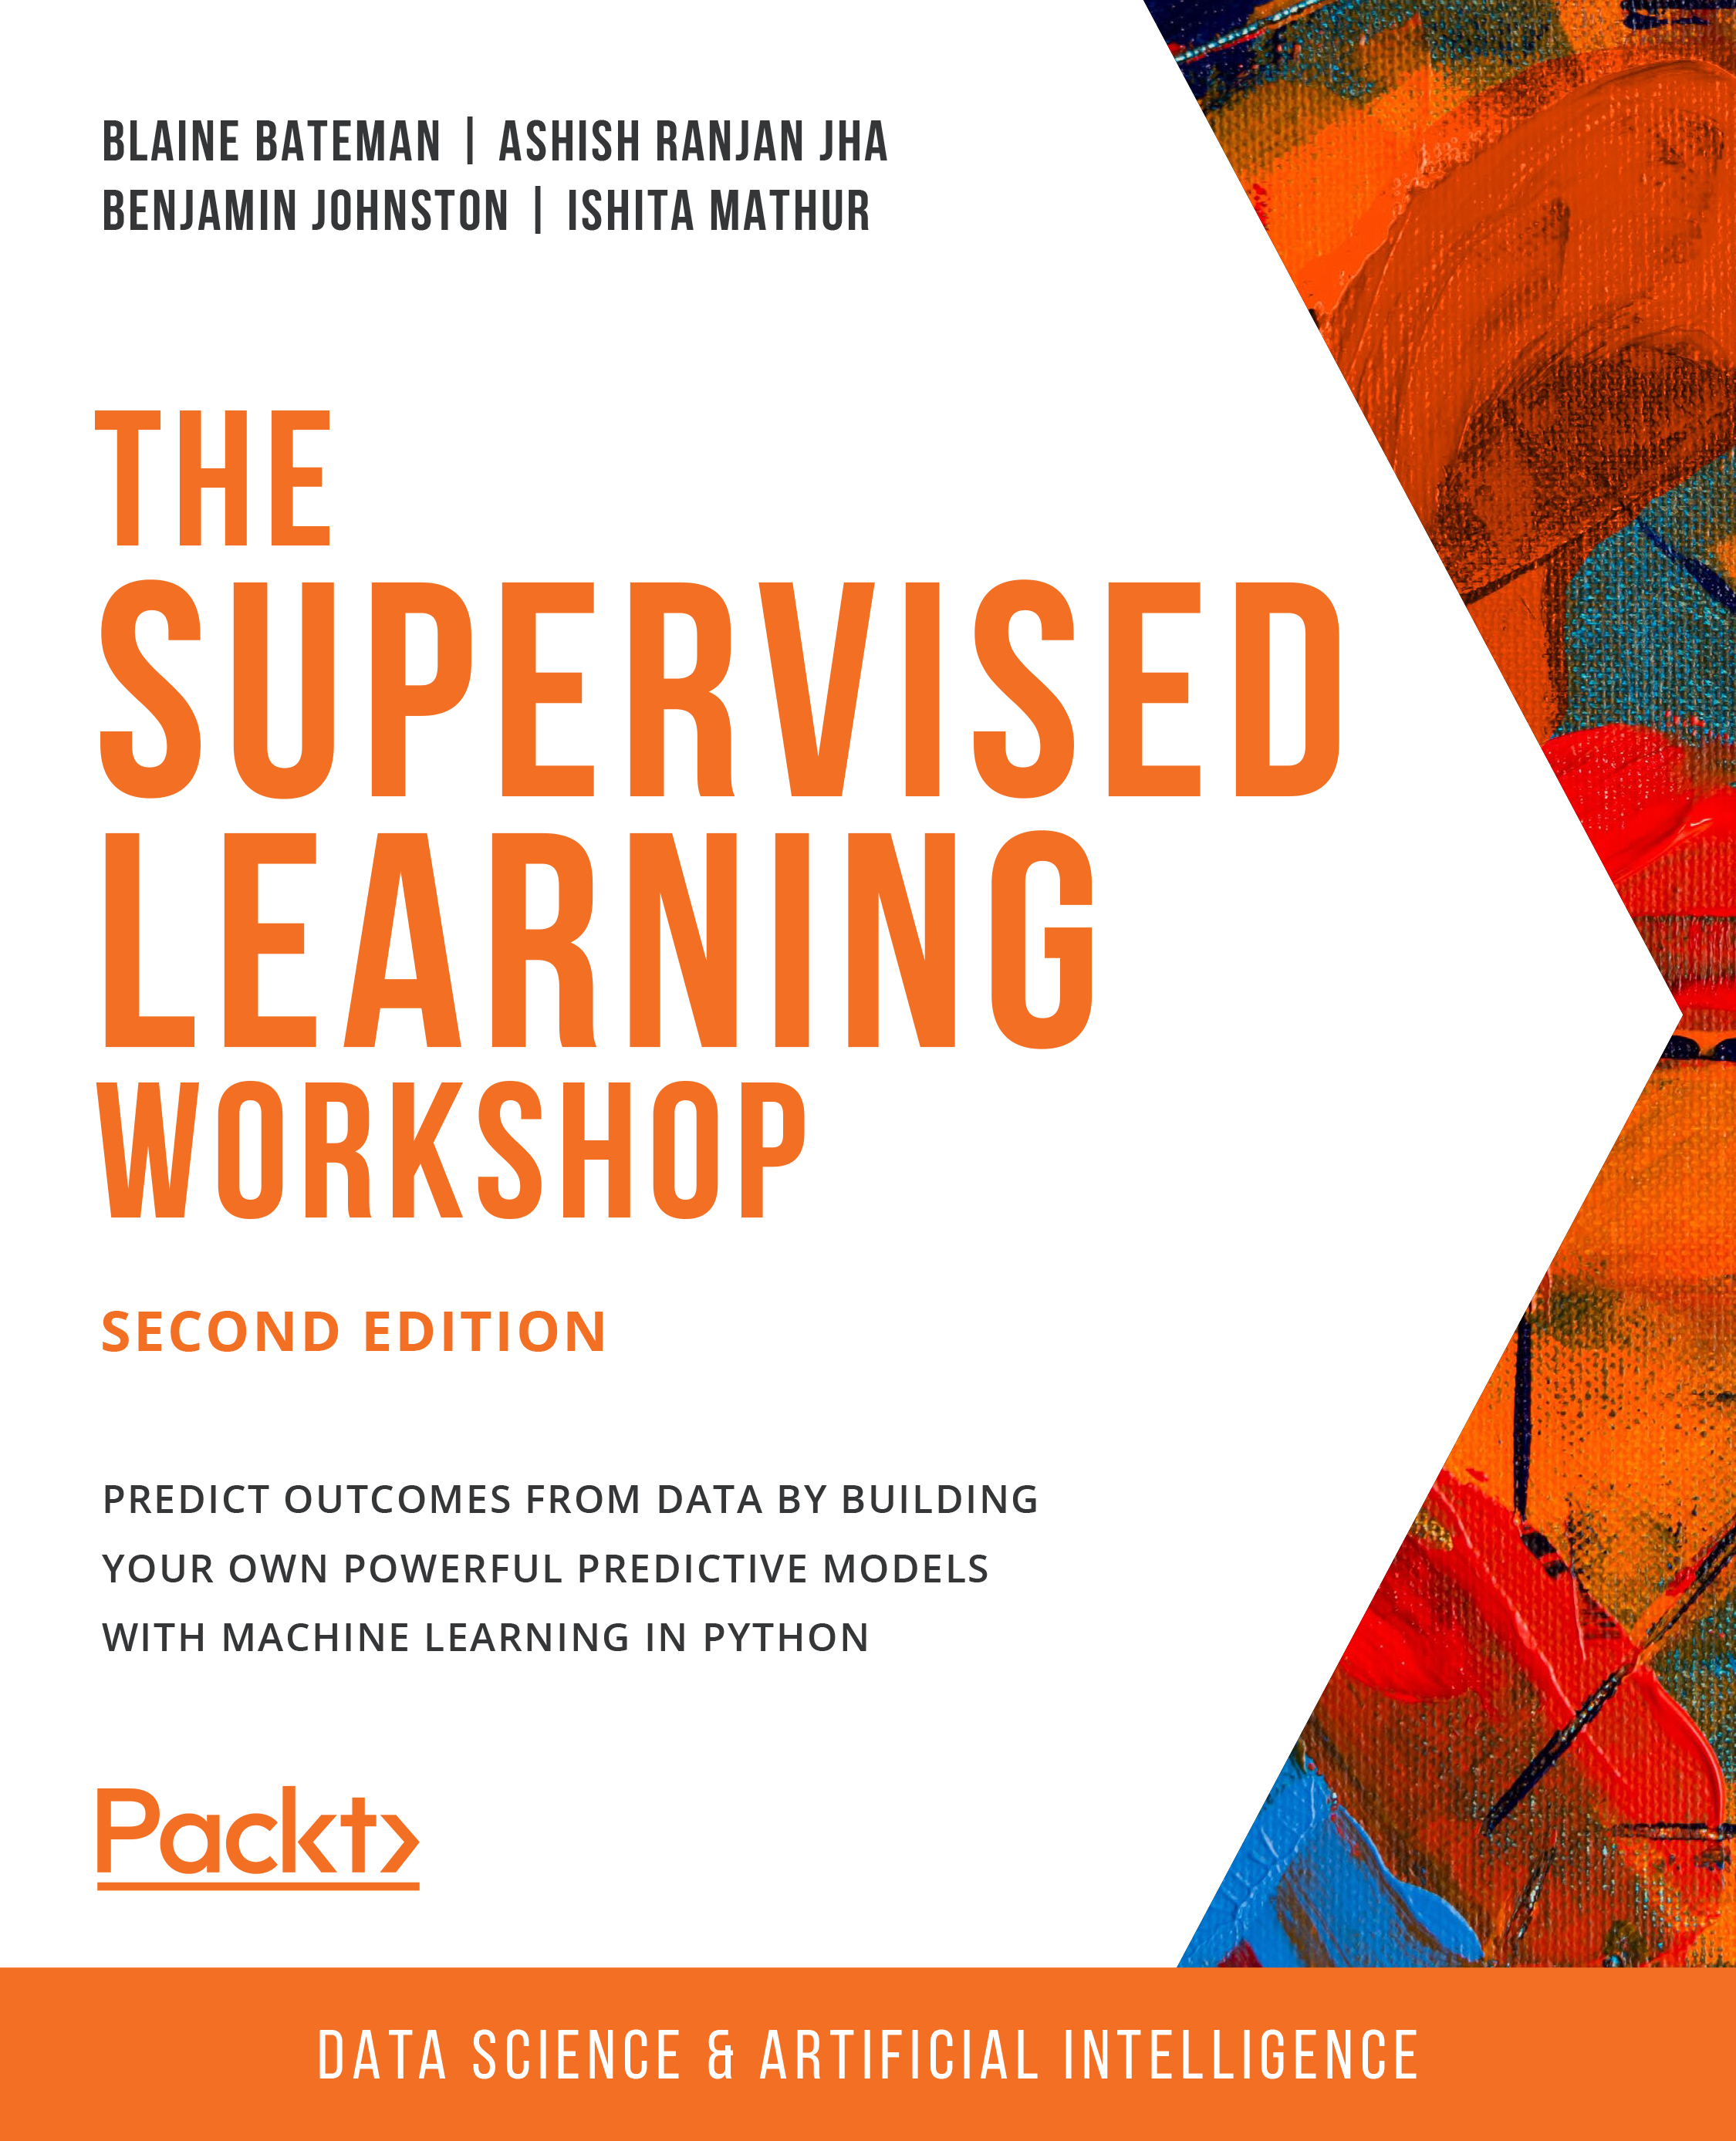 BLAINE BATEMAN | ASHISH RANJAN JHA
BENJAMIN JOHNSTON | ISHITA MATHUR
THE
SUPERVISED
LEARNING
WORKSHOP
SECOND EDITION
PREDICT OUTCOMES FROM DATA BY BUILDING
YOUR OWN POWERFUL PREDICTIVE MODELS
WITH MACHINE LEARNING IN PYTHON
Packt>
DATA SCIENCE & ARTIFICIAL INTELLIGENCE